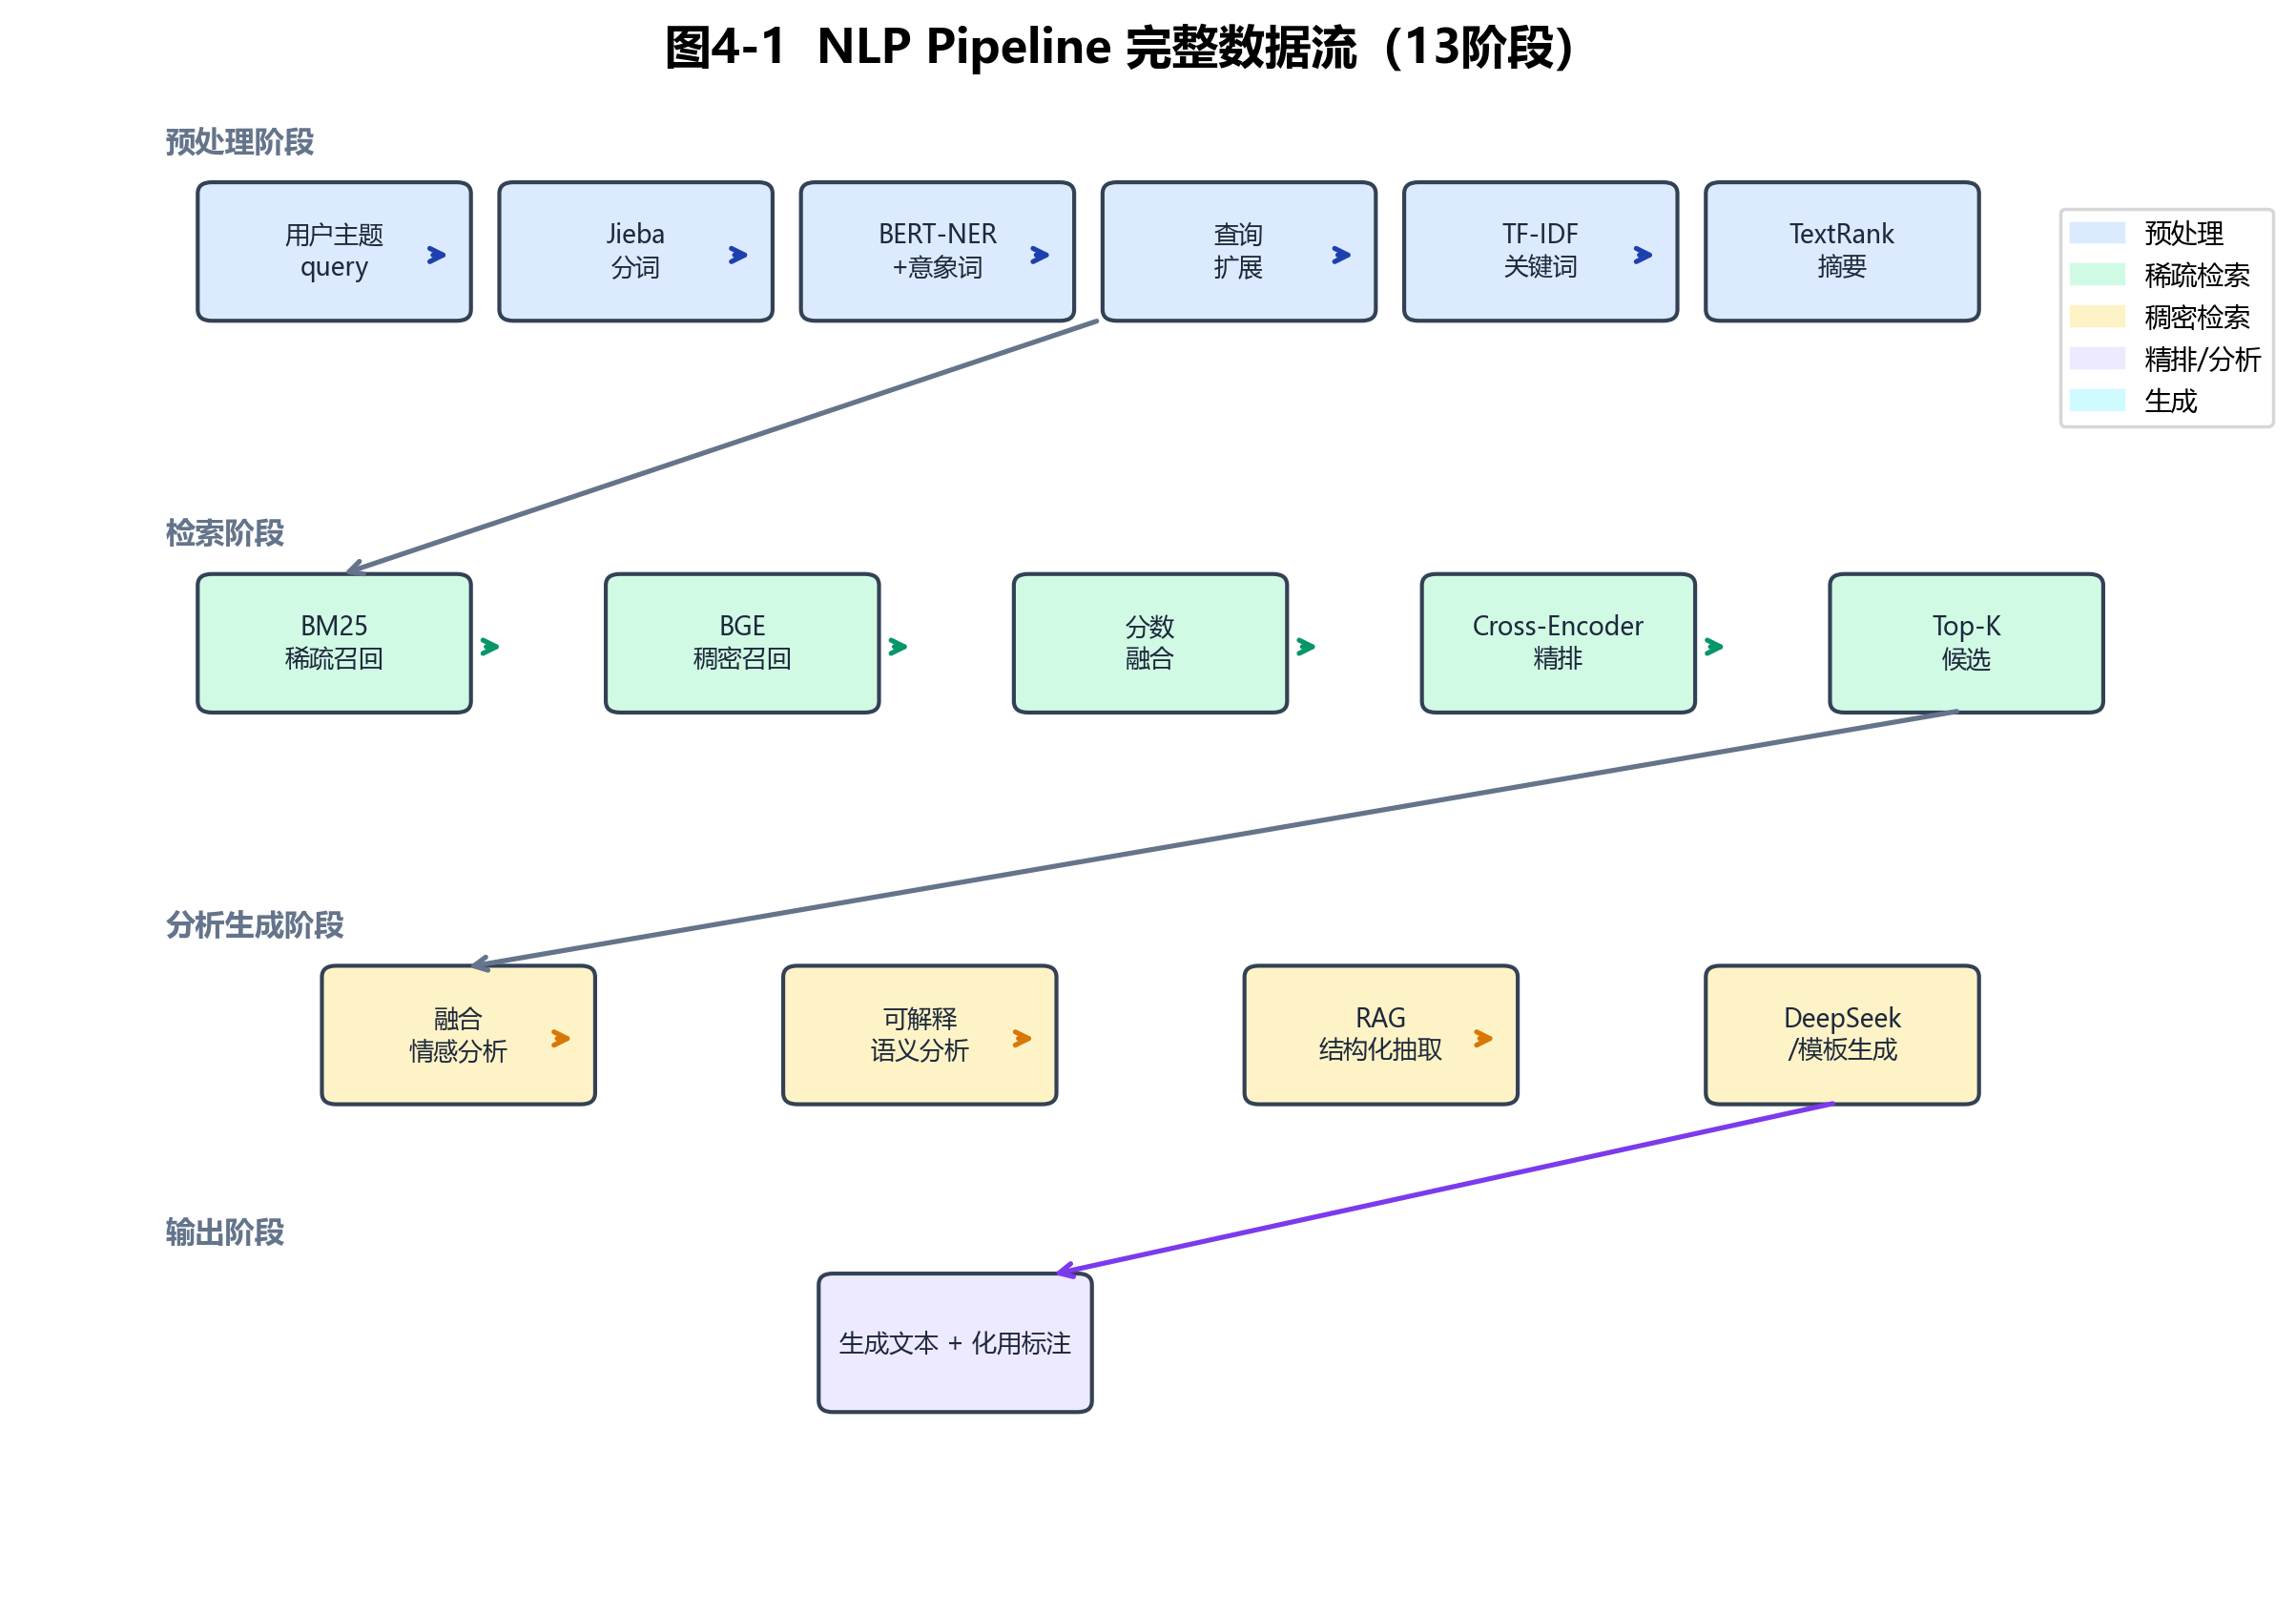 图4-1 NLP Pipeline 完整数据流（13阶段）
预处理阶段
用户主题
query
Jieba
分词
BERT-NER
+意象词
查询
扩展
TF-IDF
关键词
TextRank
摘要
预处理
稀疏检索
稠密检索
精排/分析
生成
检索阶段
BM25
稀疏召回
BGE
稠密召回
分数
融合
Cross-Encoder
精排
Top-K
候选
分析生成阶段
融合
情感分析
可解释
语义分析
RAG
结构化抽取
DeepSeek
/模板生成
输出阶段
生成文本 + 化用标注